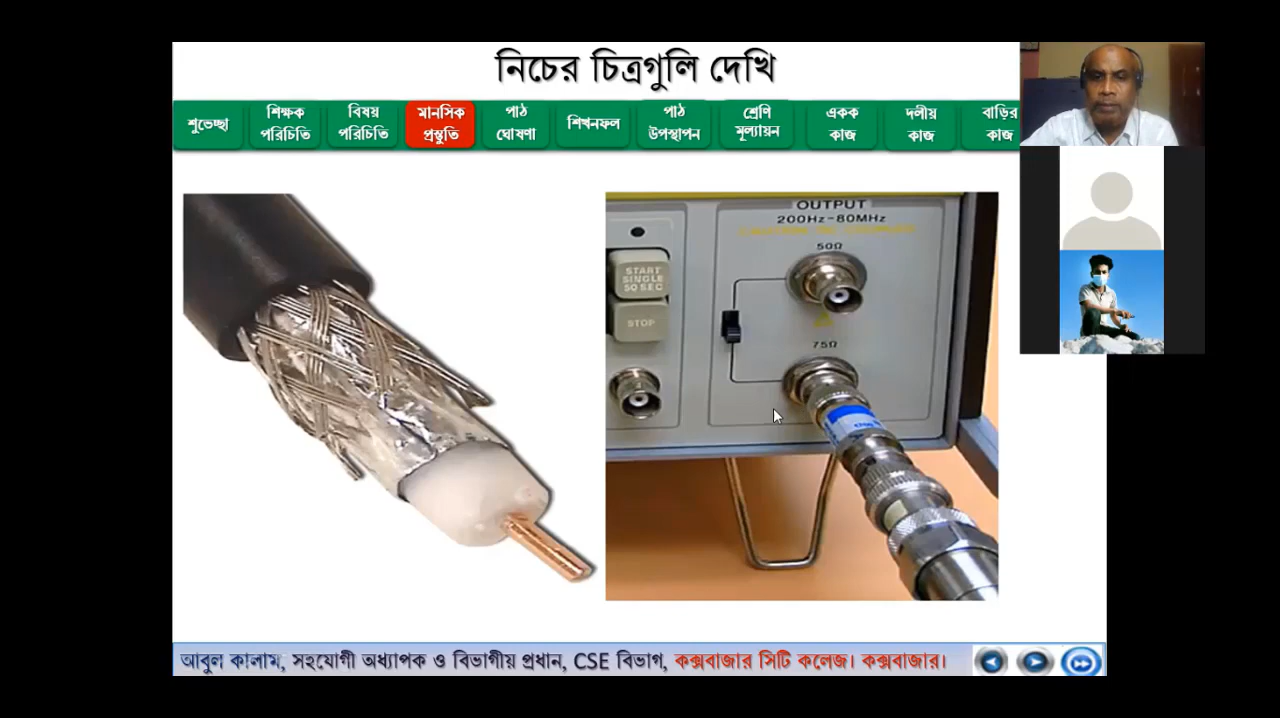 নিচের চিত্রগুলি দেখি
শুভেচ্ছা
শিক্ষক
পরিচিতি
বিষয়
পরিচিতি
মানসিক
প্রস্তুতি
পাঠ
ঘোষণা
শিখনফল
পাঠ
উপস্থাপন
শ্রেণি
মূল্যায়ন
একক
কাজ
দলীয়
কাজ
বাড়ির
কাজ
OUTPUT
200Hz-80MHz
50Ω
START
SINGLE
50 SEC
STOP
75Ω
আবুল কালাম, সহযোগী অধ্যাপক ও বিভাগীয় প্রধান, CSE বিভাগ, কক্সবাজার সিটি কলেজ। কক্সবাজার।